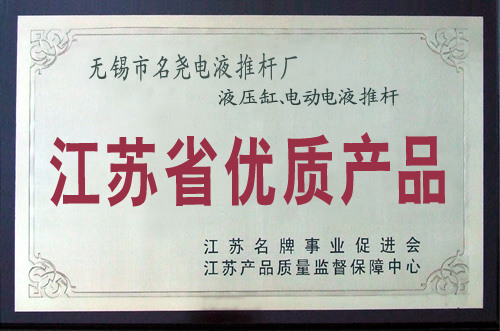 无锡市名尧电液推杆厂
液压缸、电动电液推杆
江苏省优质产品
江苏名牌事业促进会
江苏产品质量监督保障中心